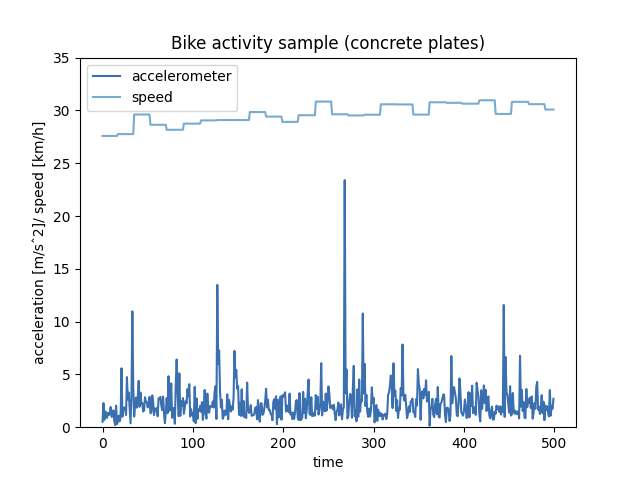 Bike activity sample (concrete plates)
accelerometer
speed
acceleration [m/sˆ2]/ speed [km/h]
35
30
25
20
15
10
5
0
0 100 200 300 400 500
time